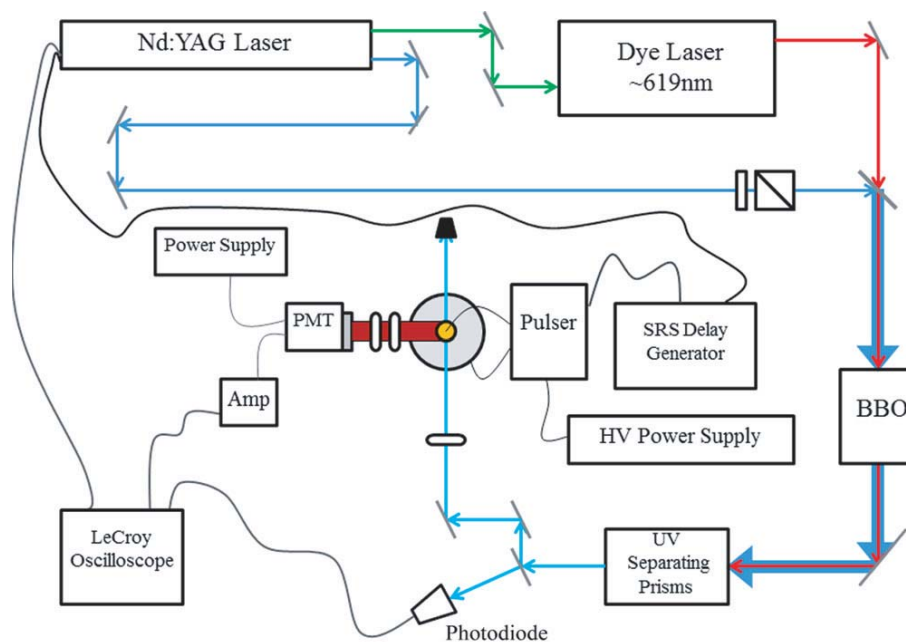 Nd:YAG Laser
Dye Laser
~619nm
Power Supply
PMT
Pulser
SRS Delay
Generator
Amp
BBO
HV Power Supply
LeCroy
Oscilloscope
UV
Separating
Prisms
Photodiode